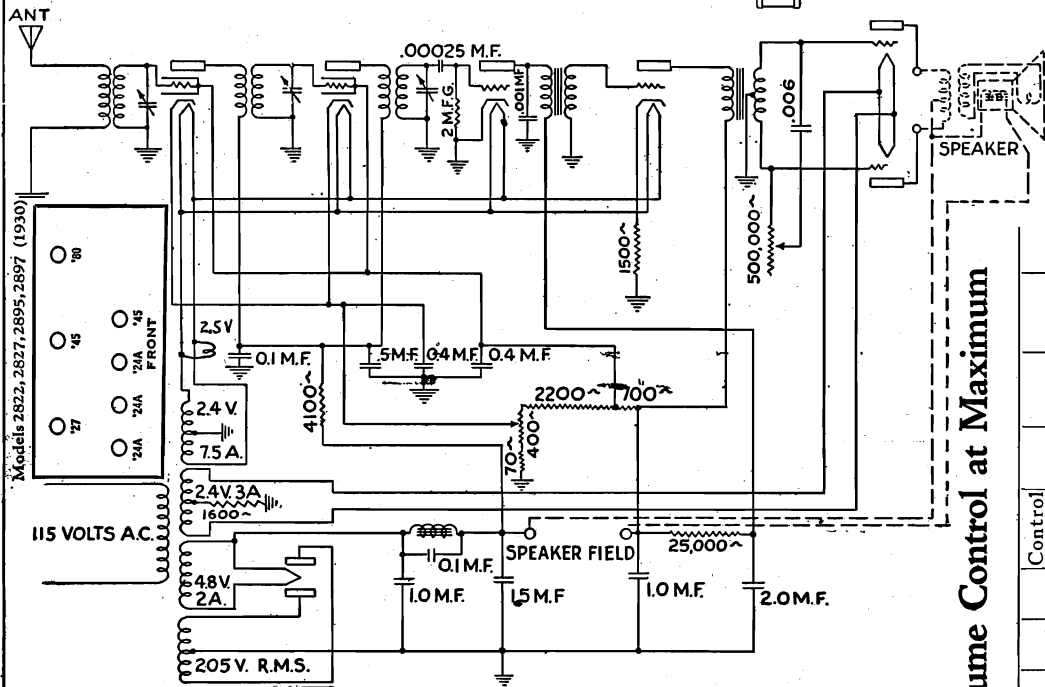 ANT
.00025 M.F.
2 M.F.G.
.001 MF
.006
SPEAKER
1500~
500,000~
Models 2822, 2827, 2895, 2897 (1930)
'80
'45
'45
'24A
FRONT
'24A
'27
'24A
2.5V
0.1 M.F.
.5M.F.
0.4 M.F.
0.4 M.F.
4100~
2200~
700~
400~
70~
2.4 V.
7.5 A.
2.4V. 3A
1600~
115 VOLTS A.C.
4.8V.
2A.
0.1 M.F.
SPEAKER FIELD
25,000~
1.0 M.F.
1.5 M.F
1.0 M.F.
2.0 M.F.
205 V. R.M.S.
ume Control at Maximum
Control